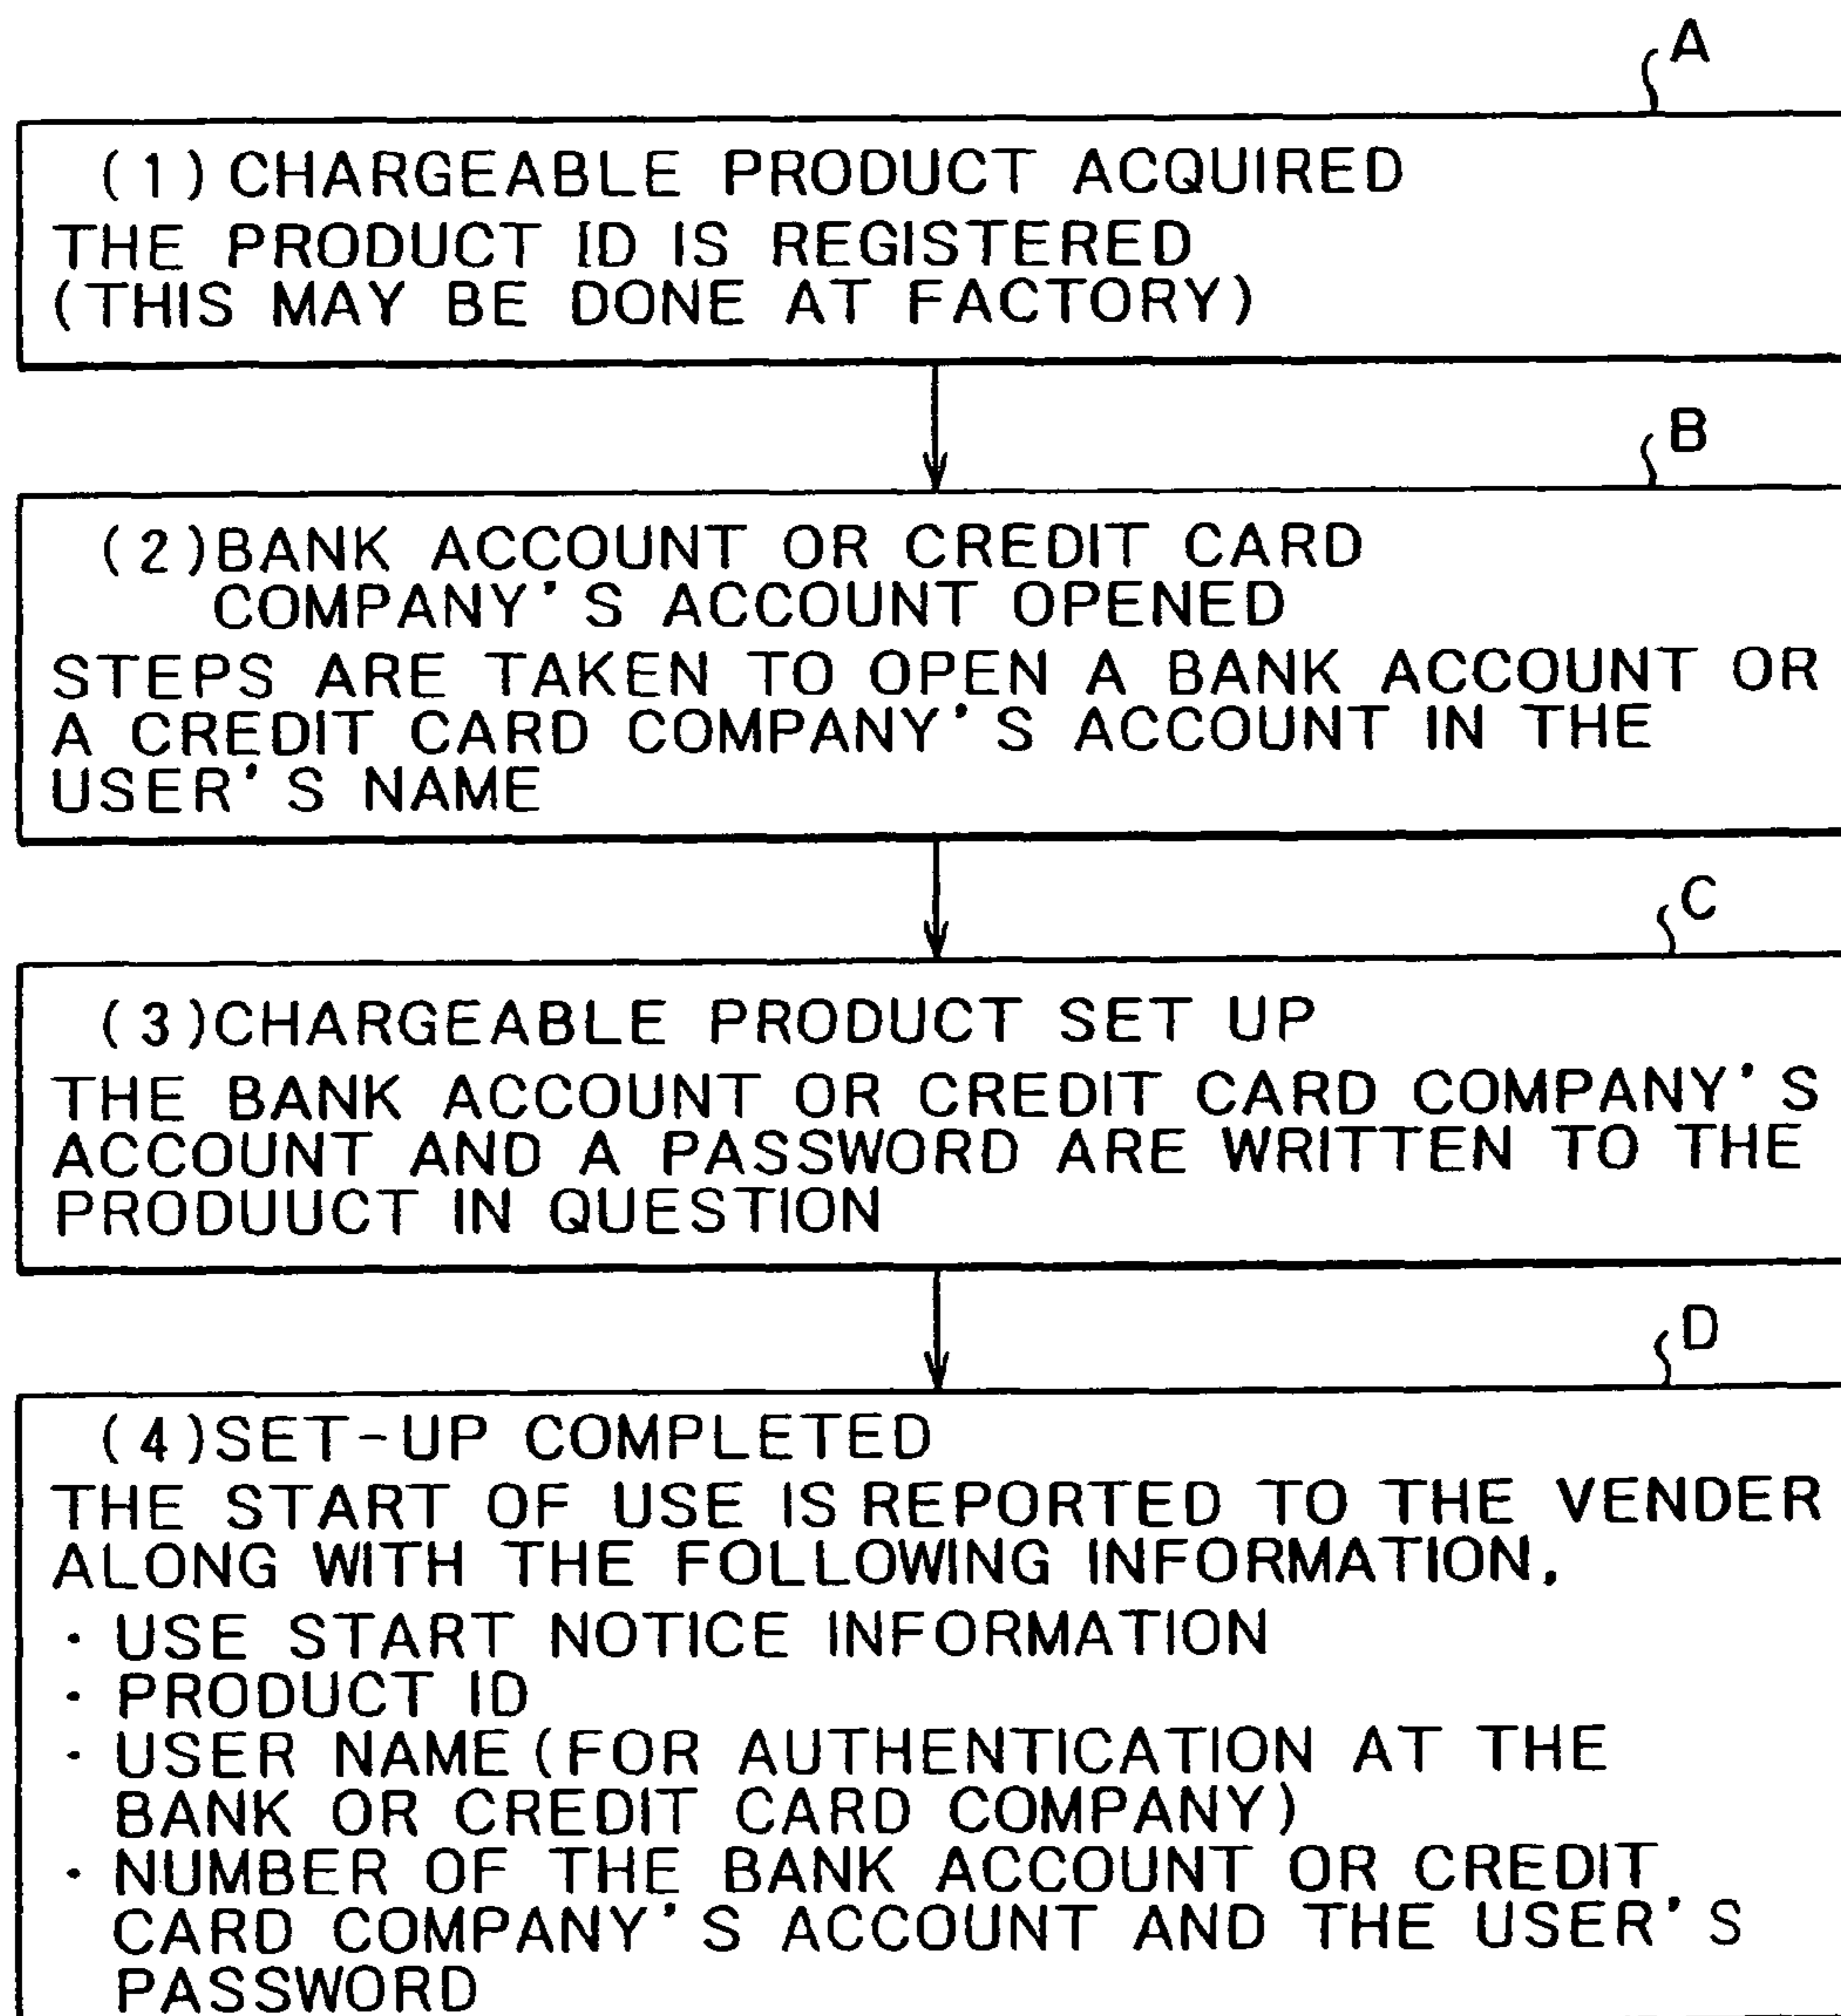 A
(1) CHARGEABLE PRODUCT ACQUIRED
THE PRODUCT ID IS REGISTERED
(THIS MAY BE DONE AT FACTORY)
B
(2) BANK ACCOUNT OR CREDIT CARD
COMPANY'S ACCOUNT OPENED
STEPS ARE TAKEN TO OPEN A BANK ACCOUNT OR
A CREDIT CARD COMPANY'S ACCOUNT IN THE
USER'S NAME
C
(3) CHARGEABLE PRODUCT SET UP
THE BANK ACCOUNT OR CREDIT CARD COMPANY'S
ACCOUNT AND A PASSWORD ARE WRITTEN TO THE
PRODUUCT IN QUESTION
D
(4) SET-UP COMPLETED
THE START OF USE IS REPORTED TO THE VENDER
ALONG WITH THE FOLLOWING INFORMATION.
· USE START NOTICE INFORMATION
· PRODUCT ID
· USER NAME (FOR AUTHENTICATION AT THE
BANK OR CREDIT CARD COMPANY)
· NUMBER OF THE BANK ACCOUNT OR CREDIT
CARD COMPANY'S ACCOUNT AND THE USER'S
PASSWORD